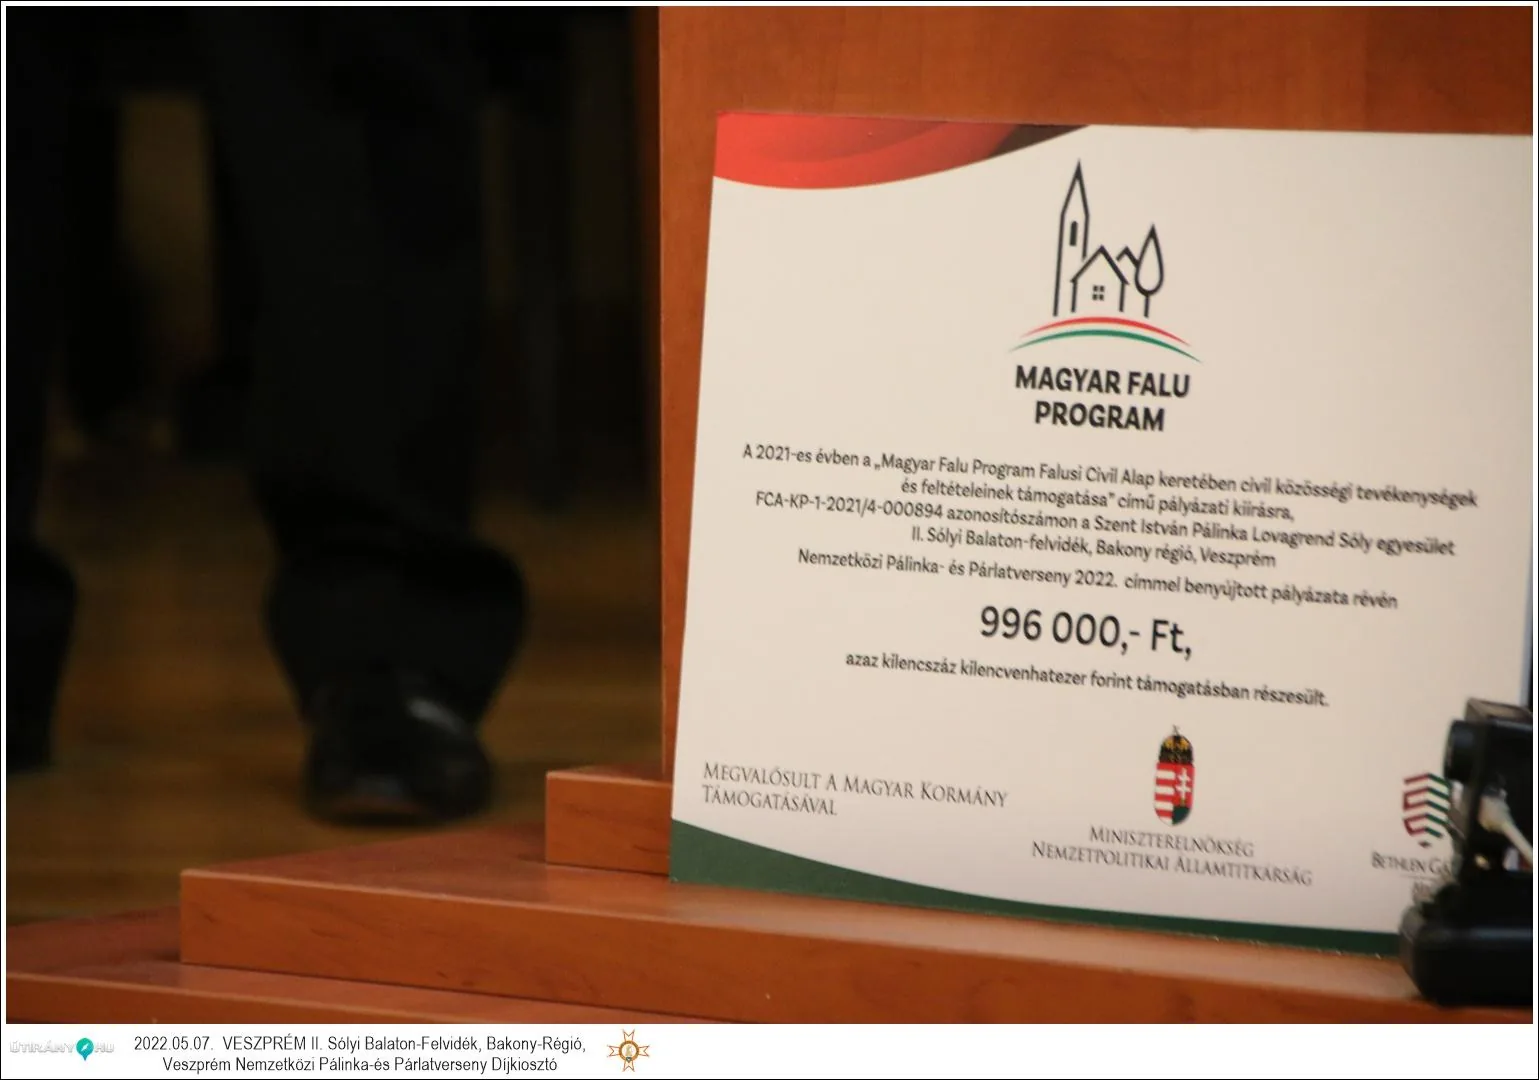 MAGYAR FALU
PROGRAM
A 2021-es évben a „Magyar Falu Program Falusi Civil Alap keretében civil közösségi tevékenységek
és feltételeinek támogatása” című pályázati kiírásra,
FCA-KP-1-2021/4-000894 azonosítószámon a Szent István Pálinka Lovagrend Sóly egyesület
II. Sólyi Balaton-felvidék, Bakony régió, Veszprém
Nemzetközi Pálinka- és Párlatverseny 2022. címmel benyújtott pályázata révén
996 000,- Ft,
azaz kilencszáz kilencvenhatezer forint támogatásban részesült.
MEGVALÓSULT A MAGYAR KORMÁNY
TÁMOGATÁSÁVAL
MINISZTERELNÖKSÉG
NEMZETPOLITIKAI ÁLLAMTITKÁRSÁG
BETHLEN
ÚTIRÁNY.HU
2022.05.07. VESZPRÉM II. Sólyi Balaton-Felvidék, Bakony-Régió,
Veszprém Nemzetközi Pálinka-és Párlatverseny Díjkiosztó